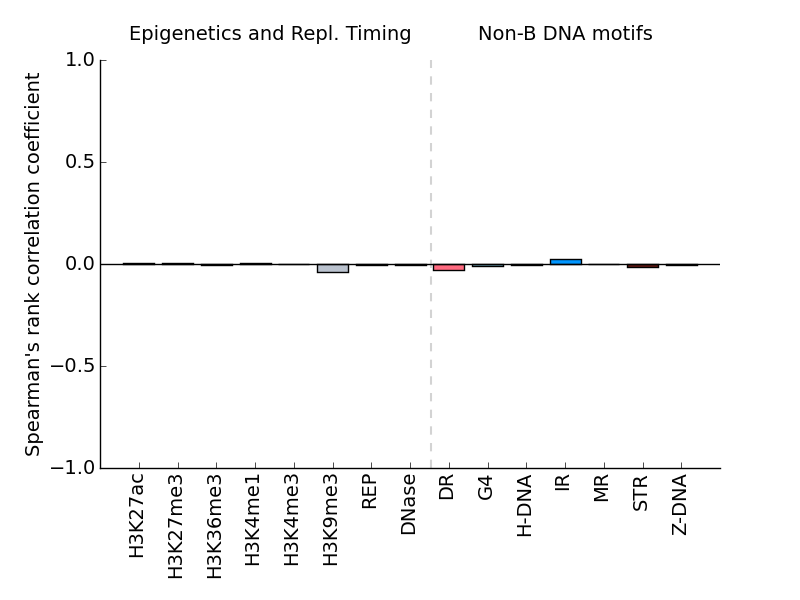 Epigenetics and Repl. Timing
Non-B DNA motifs
Spearman's rank correlation coefficient
1.0
0.5
0.0
−0.5
−1.0
H3K27ac
H3K27me3
H3K36me3
H3K4me1
H3K4me3
H3K9me3
REP
DNase
DR
G4
H-DNA
IR
MR
STR
Z-DNA